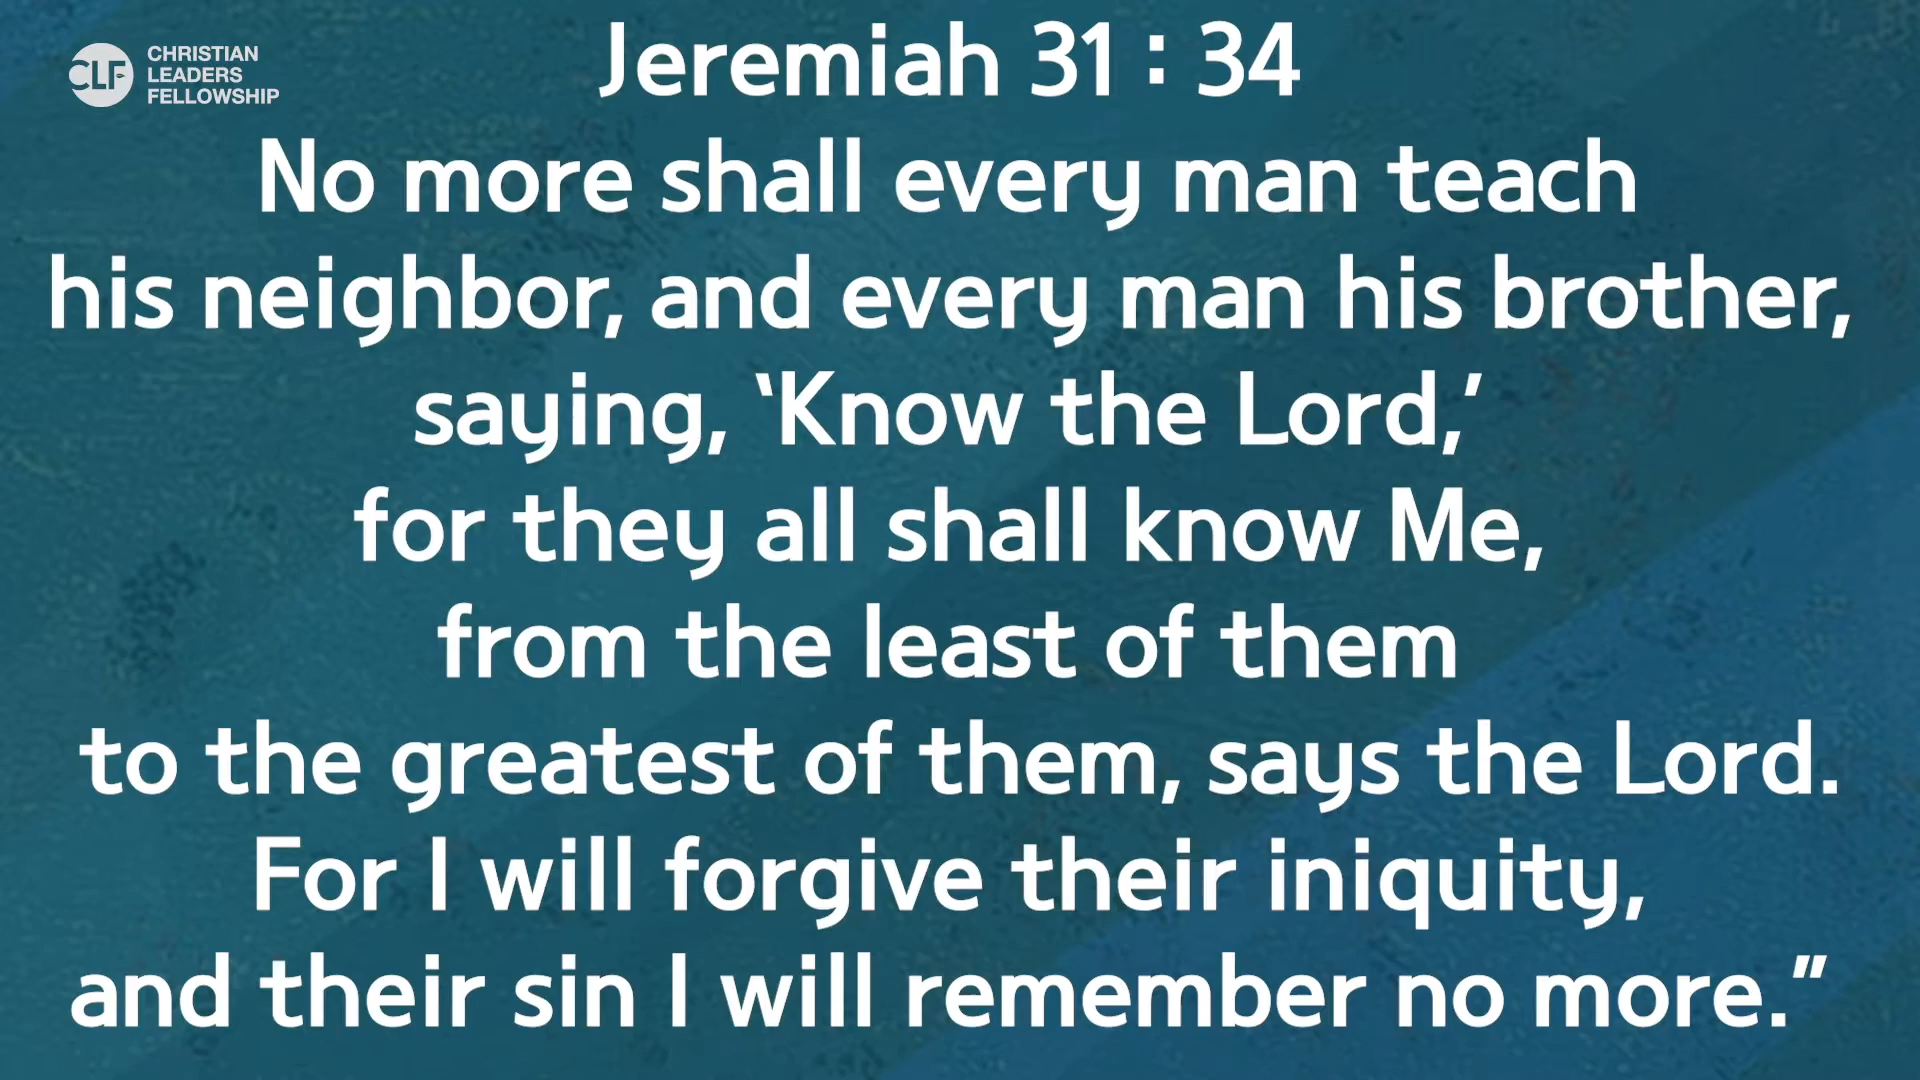 CLF
CHRISTIAN
LEADERS
FELLOWSHIP
Jeremiah 31 : 34
No more shall every man teach
his neighbor, and every man his brother,
saying, ‘Know the Lord,’
for they all shall know Me,
from the least of them
to the greatest of them, says the Lord.
For I will forgive their iniquity,
and their sin I will remember no more.”